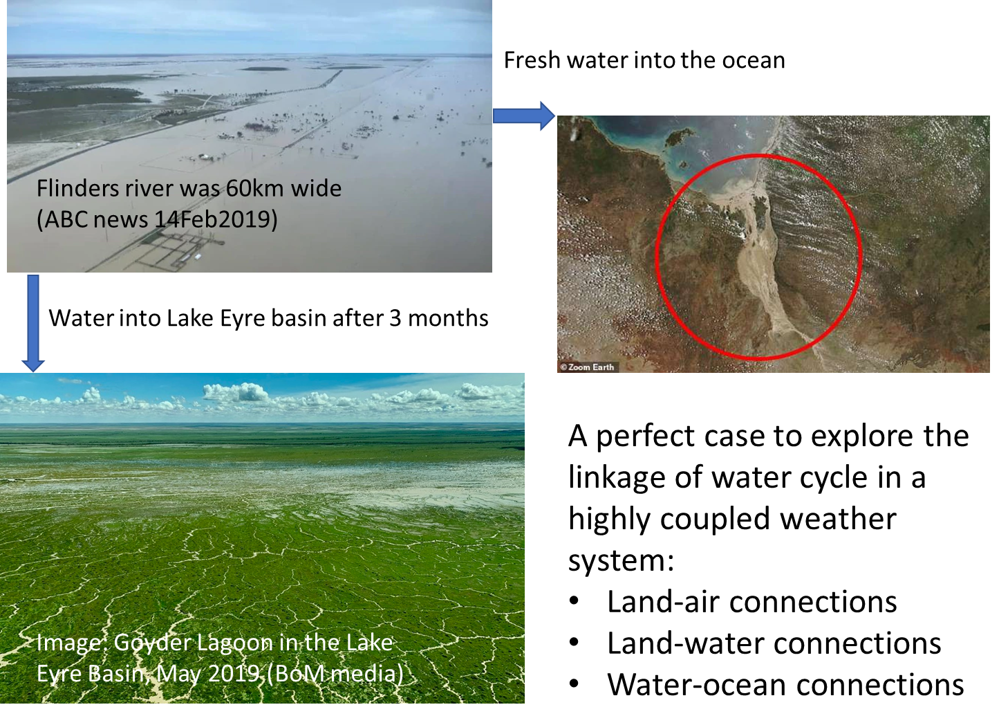 Fresh water into the ocean
Flinders river was 60km wide
(ABC news 14Feb2019)
Water into Lake Eyre basin after 3 months
© Zoom Earth
Image: Goyder Lagoon in the Lake
Eyre Basin, May 2019 (BoM media)
A perfect case to explore the
linkage of water cycle in a
highly coupled weather
system:
• Land-air connections
• Land-water connections
• Water-ocean connections